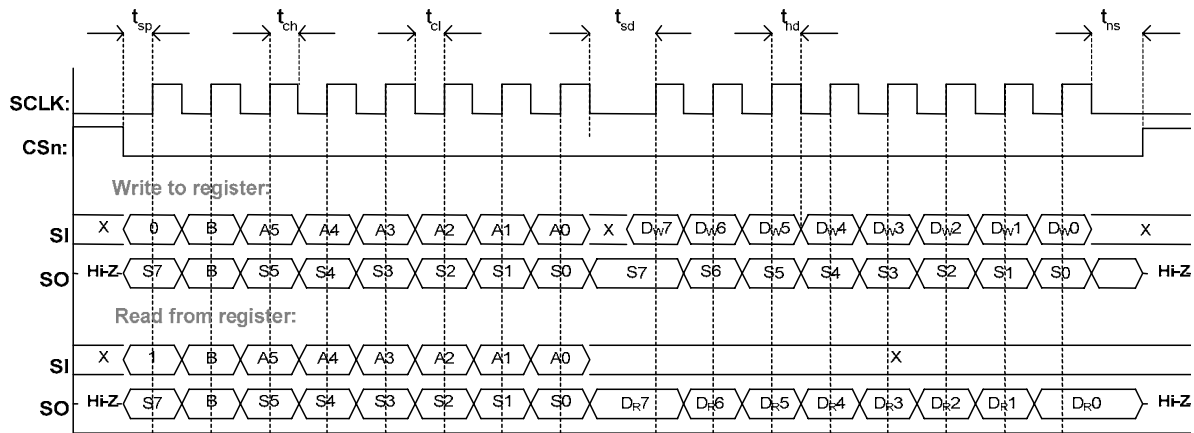 tsp tch tcl tsd thd tns
SCLK:
CSn:
Write to register:
SI X 0 B A5 A4 A3 A2 A1 A0 X DW7 DW6 DW5 DW4 DW3 DW2 DW1 DW0 X
SO Hi-Z S7 B S5 S4 S3 S2 S1 S0 S7 S6 S5 S4 S3 S2 S1 S0 Hi-Z
Read from register:
SI X 1 B A5 A4 A3 A2 A1 A0 X
SO Hi-Z S7 B S5 S4 S3 S2 S1 S0 DR7 DR6 DR5 DR4 DR3 DR2 DR1 DR0 Hi-Z